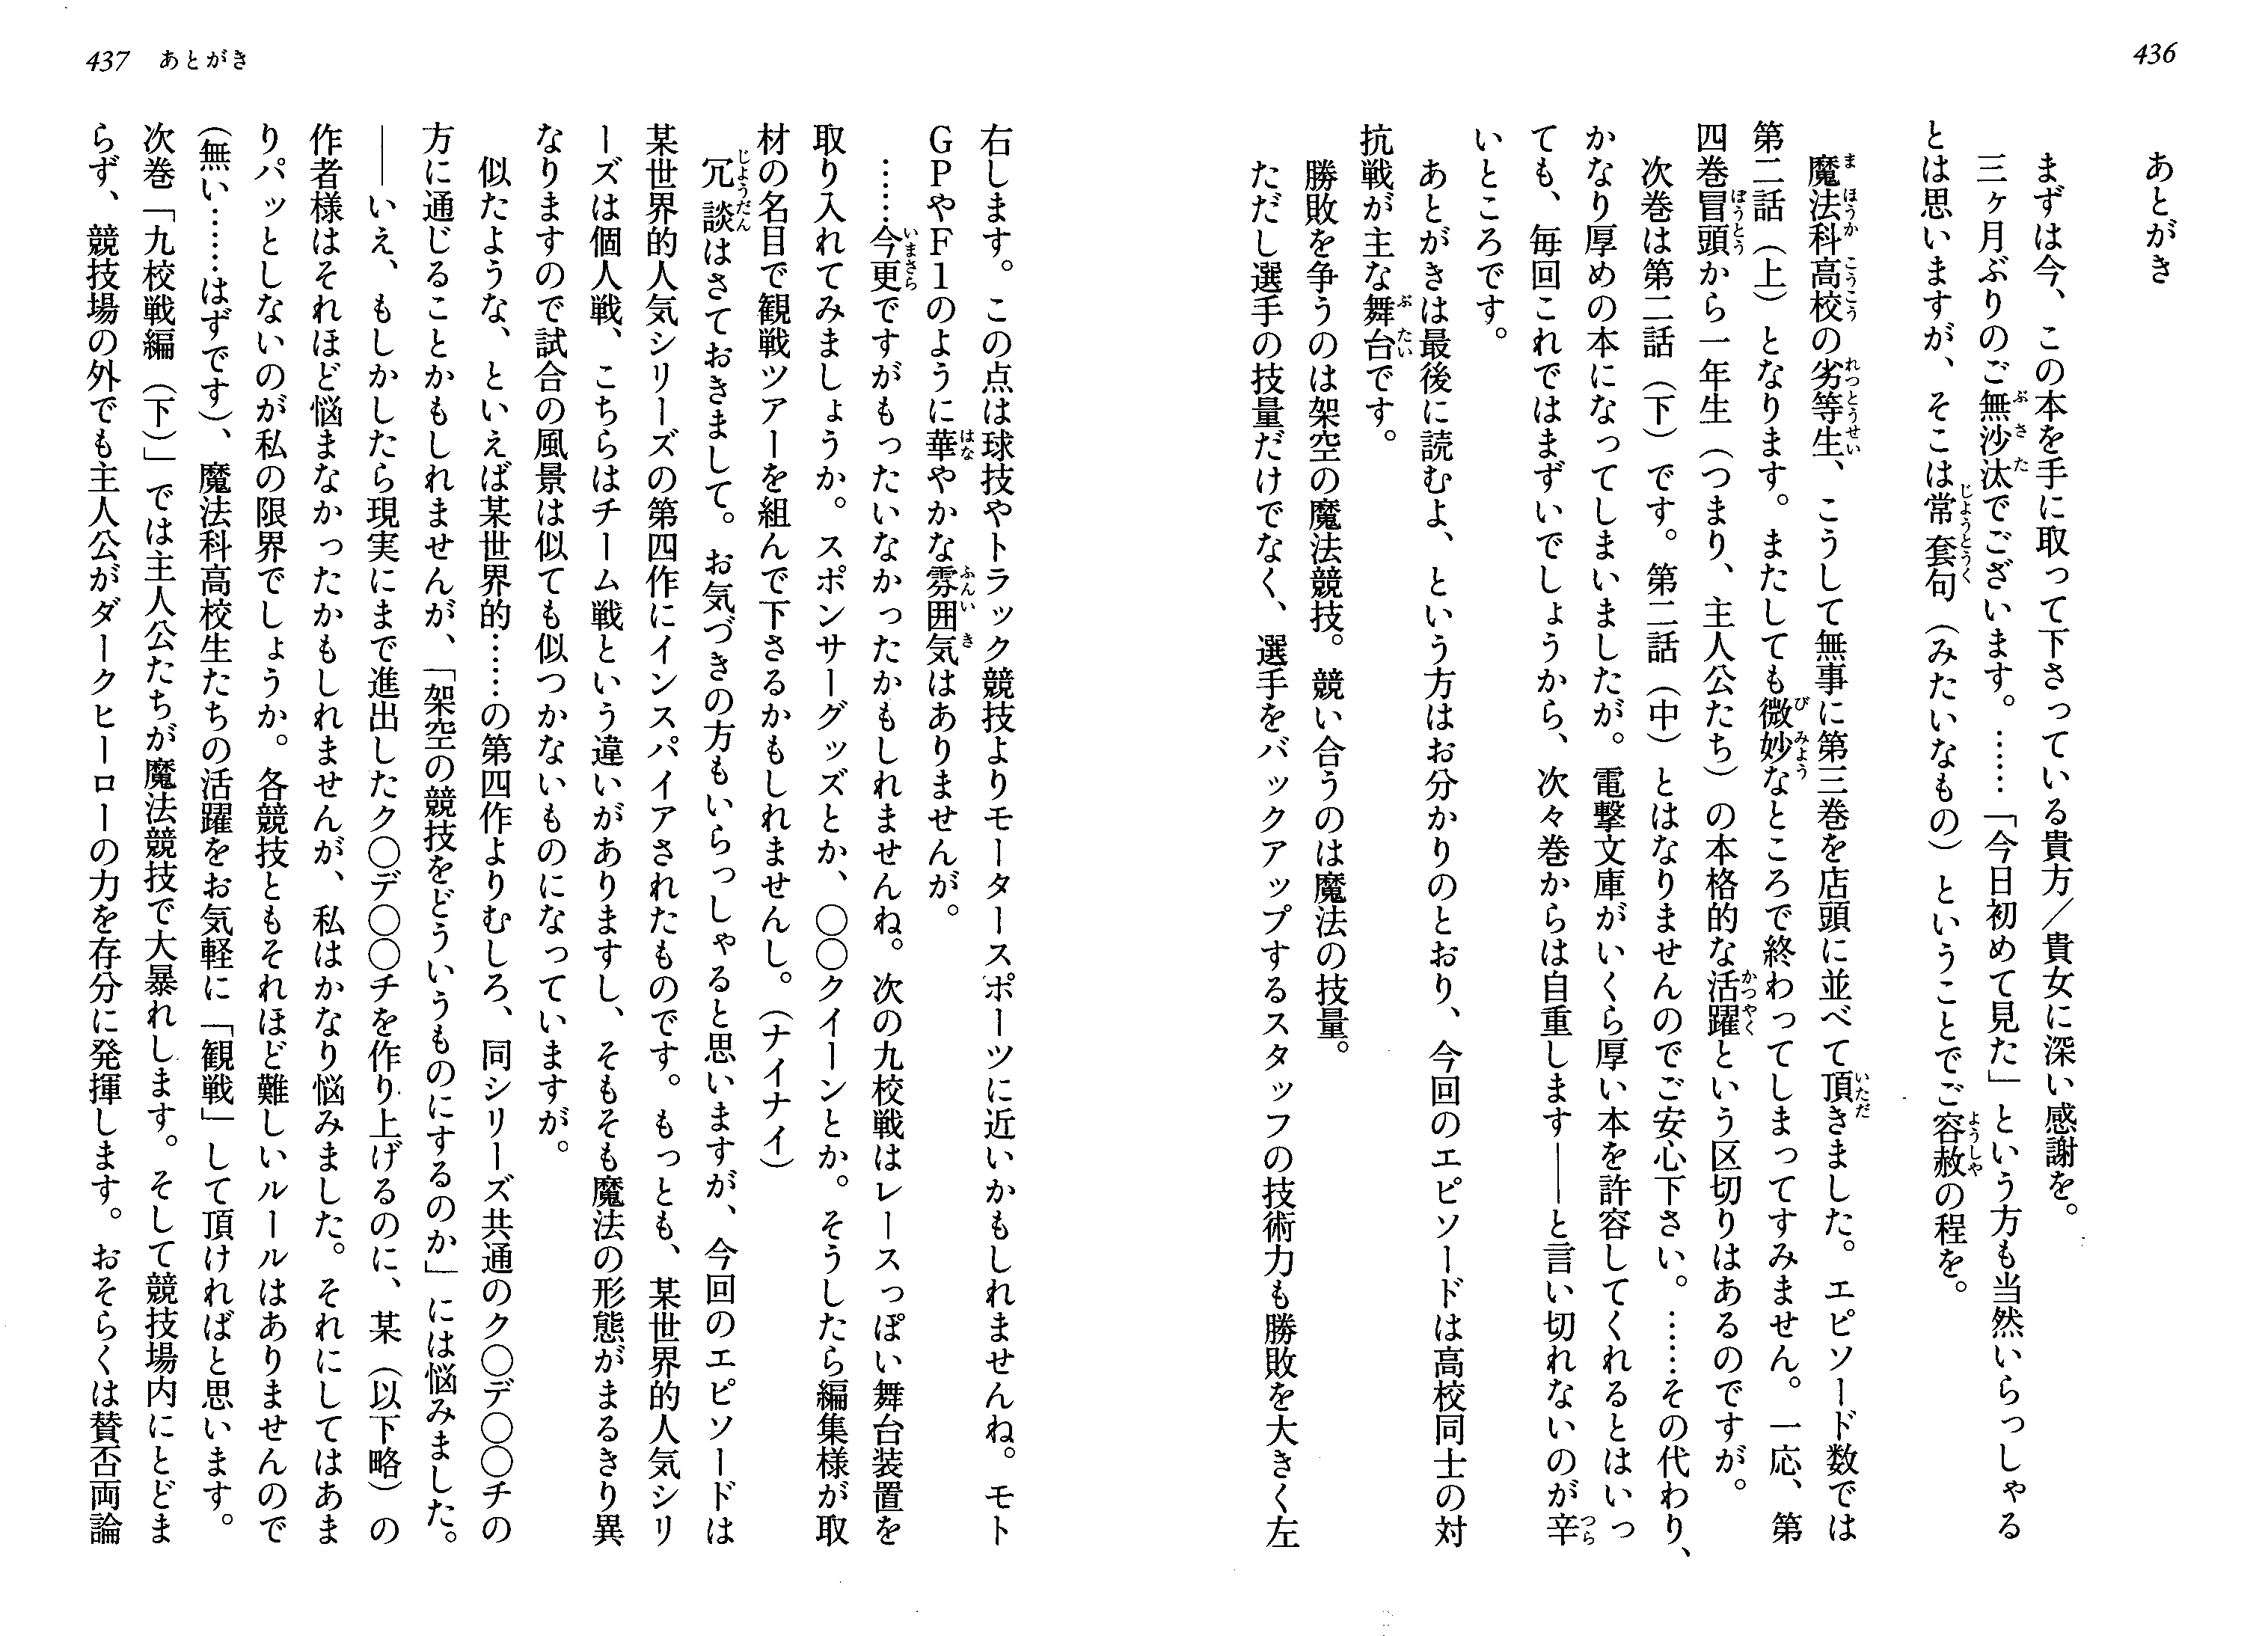 436
あとがき
まずは今、この本を手に取って下さっている貴方／貴女に深い感謝を。
三ヶ月ぶりのご無沙汰でございます。……「今日初めて見た」という方も当然いらっしゃる
とは思いますが、そこは常套句（みたいなもの）ということでご容赦の程を。
魔法科高校の劣等生、こうして無事に第三巻を店頭に並べて頂きました。エピソード数では
第二話（上）となります。またしても微妙なところで終わってしまってすみません。一応、第
四巻冒頭から一年生（つまり、主人公たち）の本格的な活躍という区切りはあるのですが。
次巻は第二話（下）です。第二話（中）とはなりませんのでご安心下さい。……その代わり、
かなり厚めの本になってしまいましたが。電撃文庫がいくら厚い本を許容してくれるとはいっ
ても、毎回これではまずいでしょうから、次々巻からは自重します――と言い切れないのが辛
いところです。
あとがきは最後に読むよ、という方はお分かりのとおり、今回のエピソードは高校同士の対
抗戦が主な舞台です。
勝敗を争うのは架空の魔法競技。競い合うのは魔法の技量。
ただし選手の技量だけでなく、選手をバックアップするスタッフの技術力も勝敗を大きく左
437 あとがき
右します。この点は球技やトラック競技よりモータースポーツに近いかもしれませんね。モト
ＧＰやＦ１のように華やかな雰囲気はありませんが。
……今更ですがもったいなかったかもしれませんね。次の九校戦はレースっぽい舞台装置を
取り入れてみましょうか。スポンサーグッズとか、〇〇クイーンとか。そうしたら編集様が取
材の名目で観戦ツアーを組んで下さるかもしれませんし。（ナイナイ）
冗談はさておきまして。お気づきの方もいらっしゃると思いますが、今回のエピソードは
某世界的人気シリーズの第四作にインスパイアされたものです。もっとも、某世界的人気シリ
ーズは個人戦、こちらはチーム戦という違いがありますし、そもそも魔法の形態がまるきり異
なりますので試合の風景は似ても似つかないものになっていますが。
似たような、といえば某世界的……の第四作よりむしろ、同シリーズ共通のク〇デ〇〇チの
方に通じることかもしれませんが、「架空の競技をどういうものにするのか」には悩みました。
――いえ、もしかしたら現実にまで進出したク〇デ〇〇チを作り上げるのに、某（以下略）の
作者様はそれほど悩まなかったかもしれませんが、私はかなり悩みました。それにしてはあま
りパッとしないのが私の限界でしょうか。各競技ともそれほど難しいルールはありませんので
（無い……はずです）、魔法科高校生たちの活躍をお気軽に「観戦」して頂ければと思います。
次巻「九校戦編（下）」では主人公たちが魔法競技で大暴れします。そして競技場内にとどま
らず、競技場の外でも主人公がダークヒーローの力を存分に発揮します。おそらくは賛否両論